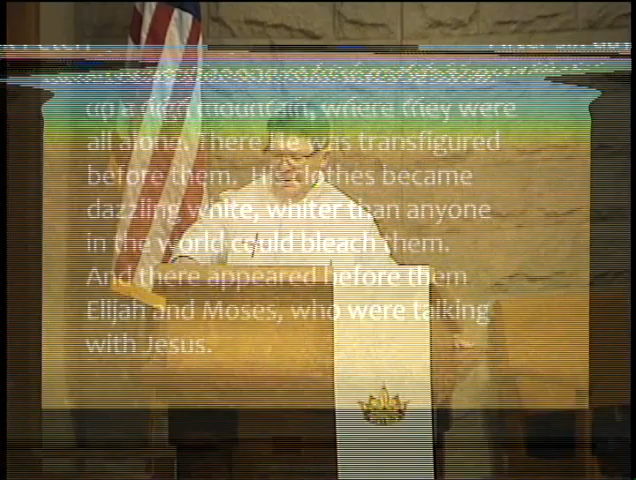 up a high mountain, where they were
all alone. There He was transfigured
before them. His clothes became
dazzling white, whiter than anyone
in the world could bleach them.
And there appeared before them
Elijah and Moses, who were talking
with Jesus.